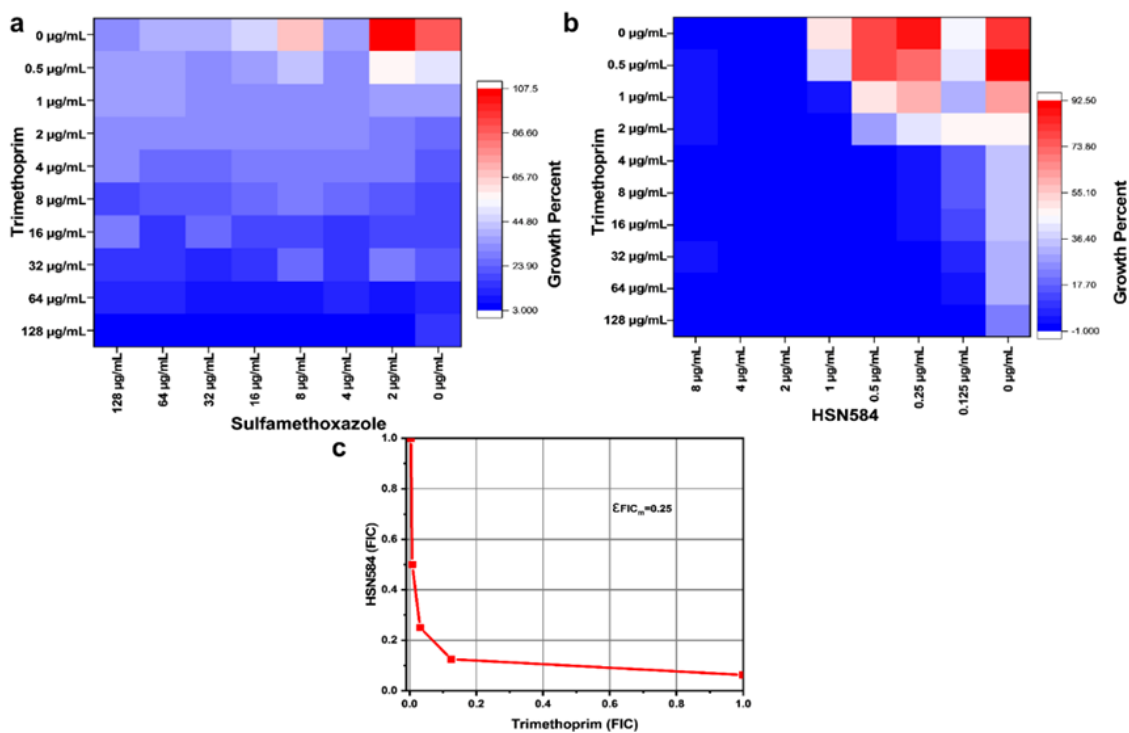 a
0 µg/mL
0.5 µg/mL
1 µg/mL
2 µg/mL
4 µg/mL
8 µg/mL
16 µg/mL
32 µg/mL
64 µg/mL
128 µg/mL
Trimethoprim
128 µg/mL
64 µg/mL
32 µg/mL
16 µg/mL
8 µg/mL
4 µg/mL
2 µg/mL
0 µg/mL
Sulfamethoxazole
107.5
86.60
65.70
44.80
23.90
3.000
Growth Percent
b
0 µg/mL
0.5 µg/mL
1 µg/mL
2 µg/mL
4 µg/mL
8 µg/mL
16 µg/mL
32 µg/mL
64 µg/mL
128 µg/mL
Trimethoprim
8 µg/mL
4 µg/mL
2 µg/mL
1 µg/mL
0.5 µg/mL
0.25 µg/mL
0.125 µg/mL
0 µg/mL
HSN584
92.50
73.80
55.10
36.40
17.70
-1.000
Growth Percent
c
1.0
0.8
0.6
0.4
0.2
0.0
HSN584 (FIC)
ƐFICm=0.25
0.0 0.2 0.4 0.6 0.8 1.0
Trimethoprim (FIC)